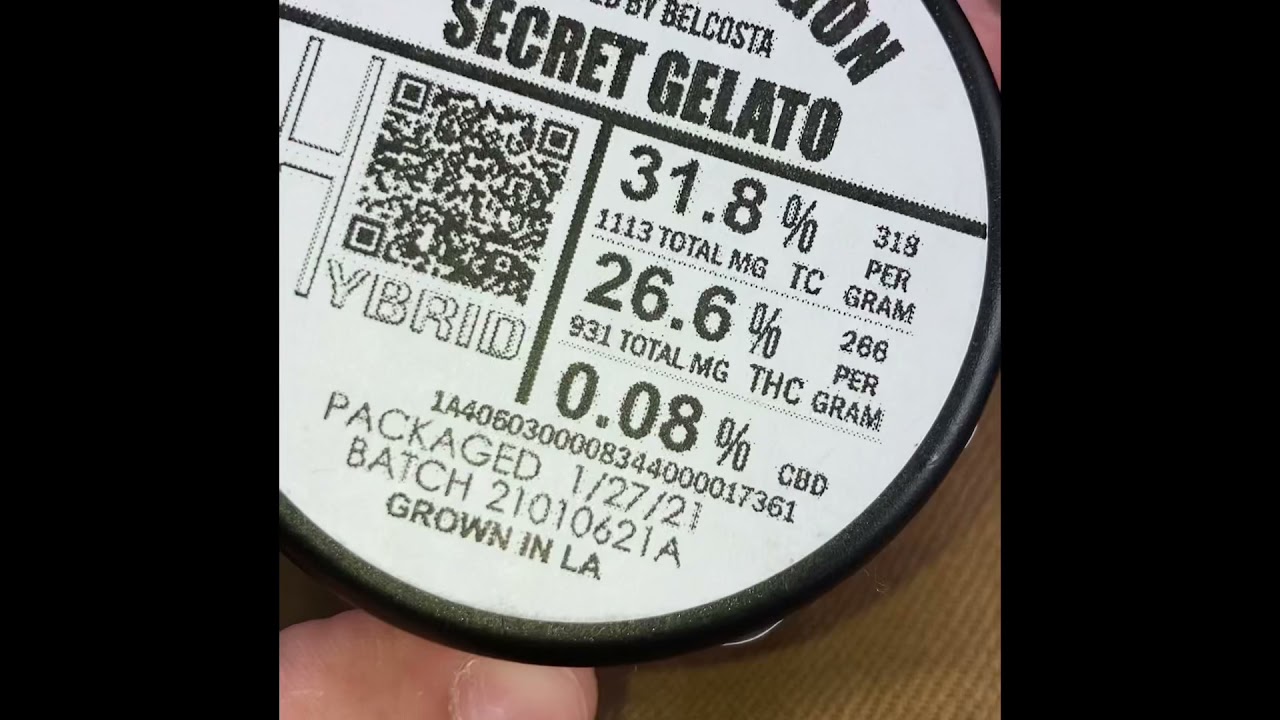 BY BELCOSTA
SECRET GELATO
HYBRID
31.8% TC 318 PER GRAM
1113 TOTAL MG
26.6% THC 266 PER GRAM
931 TOTAL MG
0.08% CBD
1A4060300008344000017361
PACKAGED 1/27/21
BATCH 21010621A
GROWN IN LA